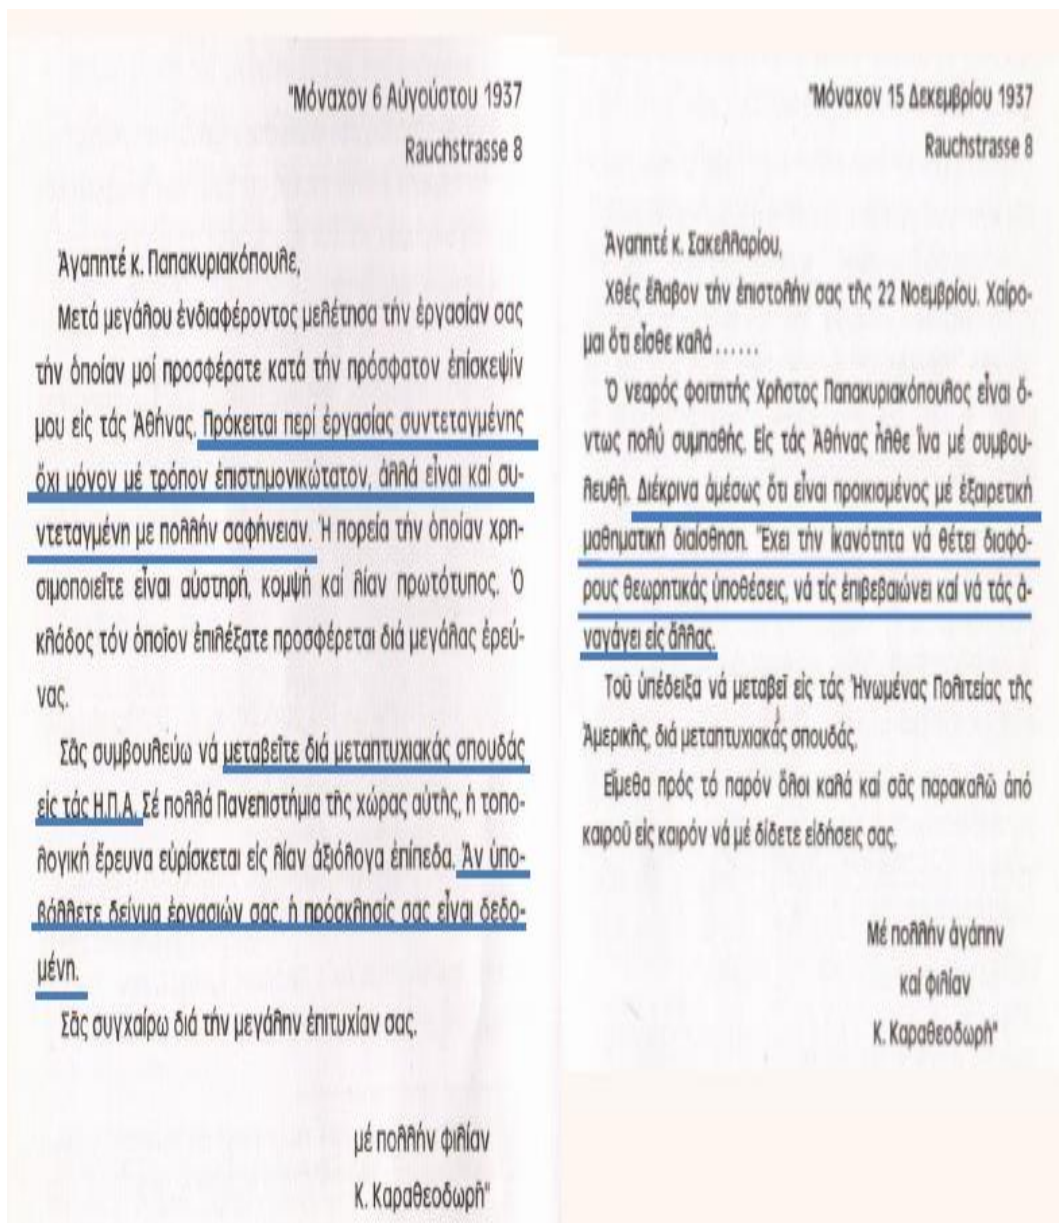 "Μόναχον 6 Αὐγούστου 1937
Rauchstrasse 8
Ἀγαπητέ κ. Παπακυριακόπουλε,
Μετά μεγάλου ἐνδιαφέροντος μελέτησα τήν ἐργασίαν σας
τήν ὁποίαν μοί προσφέρατε κατά τήν πρόσφατον ἐπίσκεψίν
μου εἰς τάς Ἀθήνας. Πρόκειται περί ἐργασίας συντεταγμένης
ὄχι μόνον μέ τρόπον ἐπιστημονικώτατον, ἀλλά εἶναι καί συ-
ντεταγμένη με πολλήν σαφήνειαν. Ἡ πορεία τήν ὁποίαν χρη-
σιμοποιεῖτε εἶναι αὐστηρή, κομψή καί λίαν πρωτότυπος. Ὁ
κλάδος τόν ὁποῖον ἐπιλέξατε προσφέρεται διά μεγάλας ἐρεύ-
νας.
Σᾶς συμβουλεύω νά μεταβεῖτε διά μεταπτυχιακάς σπουδάς
εἰς τάς Η.Π.Α. Σέ πολλά Πανεπιστήμια τῆς χώρας αὐτῆς, ἡ τοπο-
λογική ἔρευνα εὑρίσκεται εἰς λίαν ἀξιόλογα ἐπίπεδα. Ἀν ὑπο-
βάλλετε δείγμα ἐργασιών σας, ἡ πρόσκλησίς σας εἶναι δεδο-
μένη.
Σᾶς συγχαίρω διά τήν μεγάλην ἐπιτυχίαν σας.
μέ πολλήν φιλίαν
Κ. Καραθεοδωρῆ"
"Μόναχον 15 Δεκεμβρίου 1937
Rauchstrasse 8
Ἀγαπητέ κ. Σακελλαρίου,
Χθές ἔλαβον τήν ἐπιστολήν σας τῆς 22 Νοεμβρίου. Χαίρο-
μαι ὅτι εἶσθε καλά ......
Ὁ νεαρός φοιτητής Χρῆστος Παπακυριακόπουλος εἶναι ὄ-
ντως πολύ συμπαθής. Εἰς τάς Ἀθήνας ἦλθε ἵνα μέ συμβου-
λευθῆ. Διέκρινα ἀμέσως ὅτι εἶναι προικισμένος μέ ἐξαιρετική
μαθηματική διαίσθηση. Ἔχει τήν ἱκανότητα νά θέτει διαφό-
ρους θεωρητικάς ὑποθέσεις, νά τίς ἐπιβεβαιώνει καί νά τάς ἀ-
ναγάγει εἰς ἄλλας.
Τοῦ ὑπέδειξα νά μεταβεῖ εἰς τάς Ἡνωμένας Πολιτείας τῆς
Ἀμερικῆς, διά μεταπτυχιακάς σπουδάς.
Εἴμεθα πρός τό παρόν ὅλοι καλά καί σᾶς παρακαλῶ ἀπό
καιροῦ εἰς καιρόν νά μέ δίδετε εἰδήσεις σας.
Μέ πολλήν ἀγάπην
καί φιλίαν
Κ. Καραθεοδωρῆ"